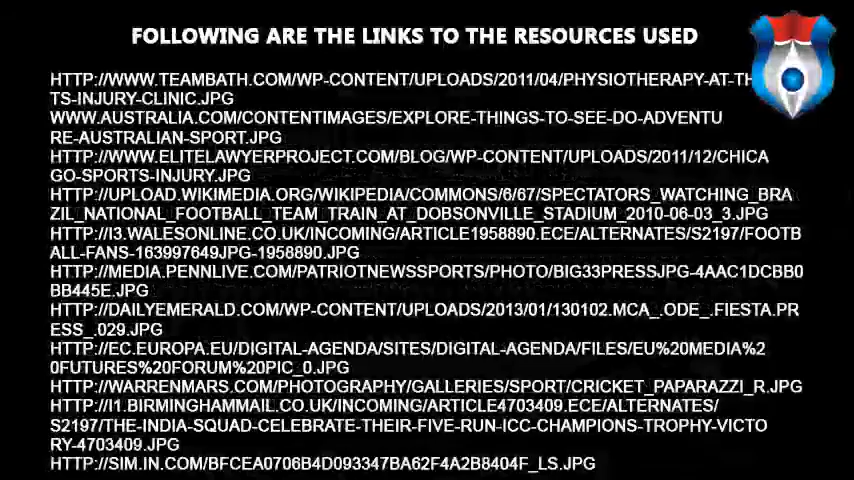 FOLLOWING ARE THE LINKS TO THE RESOURCES USED
HTTP://WWW.TEAMBATH.COM/WP-CONTENT/UPLOADS/2011/04/PHYSIOTHERAPY-AT-TH
TS-INJURY-CLINIC.JPG
WWW.AUSTRALIA.COM/CONTENTIMAGES/EXPLORE-THINGS-TO-SEE-DO-ADVENTU
RE-AUSTRALIAN-SPORT.JPG
HTTP://WWW.ELITELAWYERPROJECT.COM/BLOG/WP-CONTENT/UPLOADS/2011/12/CHICA
GO-SPORTS-INJURY.JPG
HTTP://UPLOAD.WIKIMEDIA.ORG/WIKIPEDIA/COMMONS/6/67/SPECTATORS_WATCHING_BRA
ZIL_NATIONAL_FOOTBALL_TEAM_TRAIN_AT_DOBSONVILLE_STADIUM_2010-06-03_3.JPG
HTTP://I3.WALESONLINE.CO.UK/INCOMING/ARTICLE1958890.ECE/ALTERNATES/S2197/FOOTB
ALL-FANS-163997649JPG-1958890.JPG
HTTP://MEDIA.PENNLIVE.COM/PATRIOTNEWSSPORTS/PHOTO/BIG33PRESSJPG-4AAC1DCBB0
BB445E.JPG
HTTP://DAILYEMERALD.COM/WP-CONTENT/UPLOADS/2013/01/130102.MCA_.ODE_.FIESTA.PR
ESS_.029.JPG
HTTP://EC.EUROPA.EU/DIGITAL-AGENDA/SITES/DIGITAL-AGENDA/FILES/EU%20MEDIA%2
0FUTURES%20FORUM%20PIC_0.JPG
HTTP://WARRENMARS.COM/PHOTOGRAPHY/GALLERIES/SPORT/CRICKET_PAPARAZZI_R.JPG
HTTP://I1.BIRMINGHAMMAIL.CO.UK/INCOMING/ARTICLE4703409.ECE/ALTERNATES/
S2197/THE-INDIA-SQUAD-CELEBRATE-THEIR-FIVE-RUN-ICC-CHAMPIONS-TROPHY-VICTO
RY-4703409.JPG
HTTP://SIM.IN.COM/BFCEA0706B4D093347BA62F4A2B8404F_LS.JPG